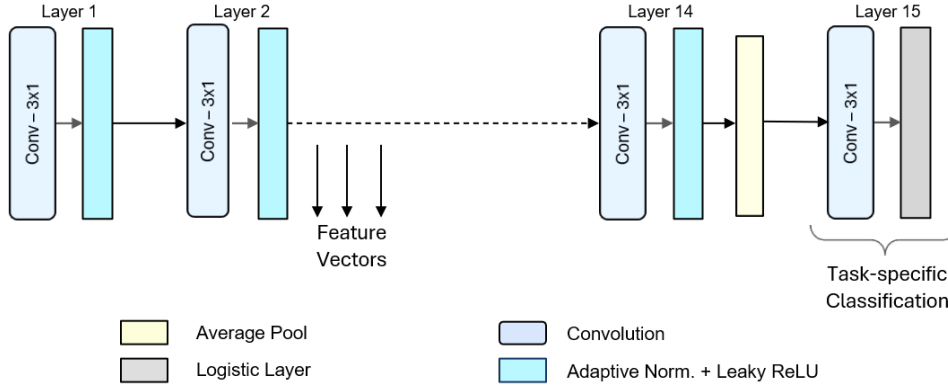 Layer 1
Layer 2
Layer 14
Layer 15
Conv – 3x1
Conv – 3x1
Conv – 3x1
Conv – 3x1
Feature
Vectors
Task-specific
Classification
Average Pool
Convolution
Logistic Layer
Adaptive Norm. + Leaky ReLU